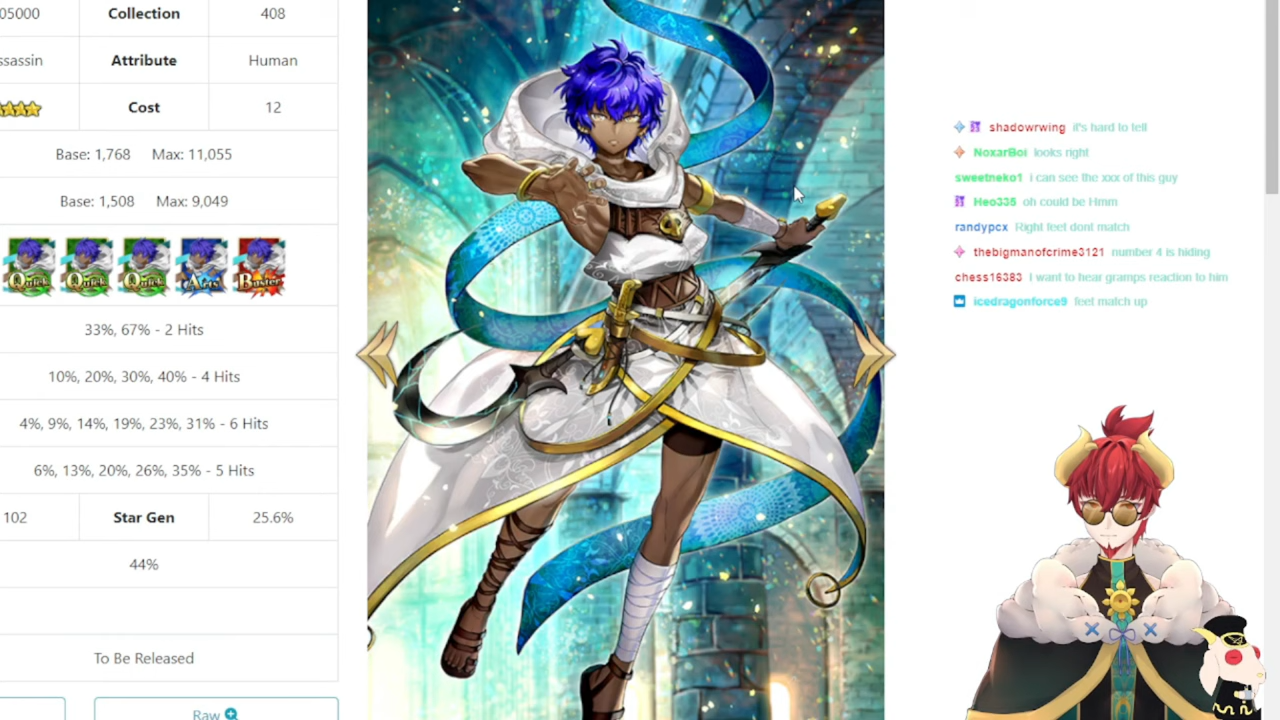 05000 Collection 408
ssassin Attribute Human
Cost 12
Base: 1,768 Max: 11,055
Base: 1,508 Max: 9,049
Quick Quick Quick Arts Buster
33%, 67% - 2 Hits
10%, 20%, 30%, 40% - 4 Hits
4%, 9%, 14%, 19%, 23%, 31% - 6 Hits
6%, 13%, 20%, 26%, 35% - 5 Hits
102 Star Gen 25.6%
44%
To Be Released
Raw
shadowrwing it's hard to tell
NoxarBoi looks right
sweetneko1 i can see the xxx of this guy
Heo335 oh could be Hmm
randypcx Right feet dont match
thebigmanofcrime3121 number 4 is hiding
chess16383 I want to hear gramps reaction to him
icedragonforce9 feet match up